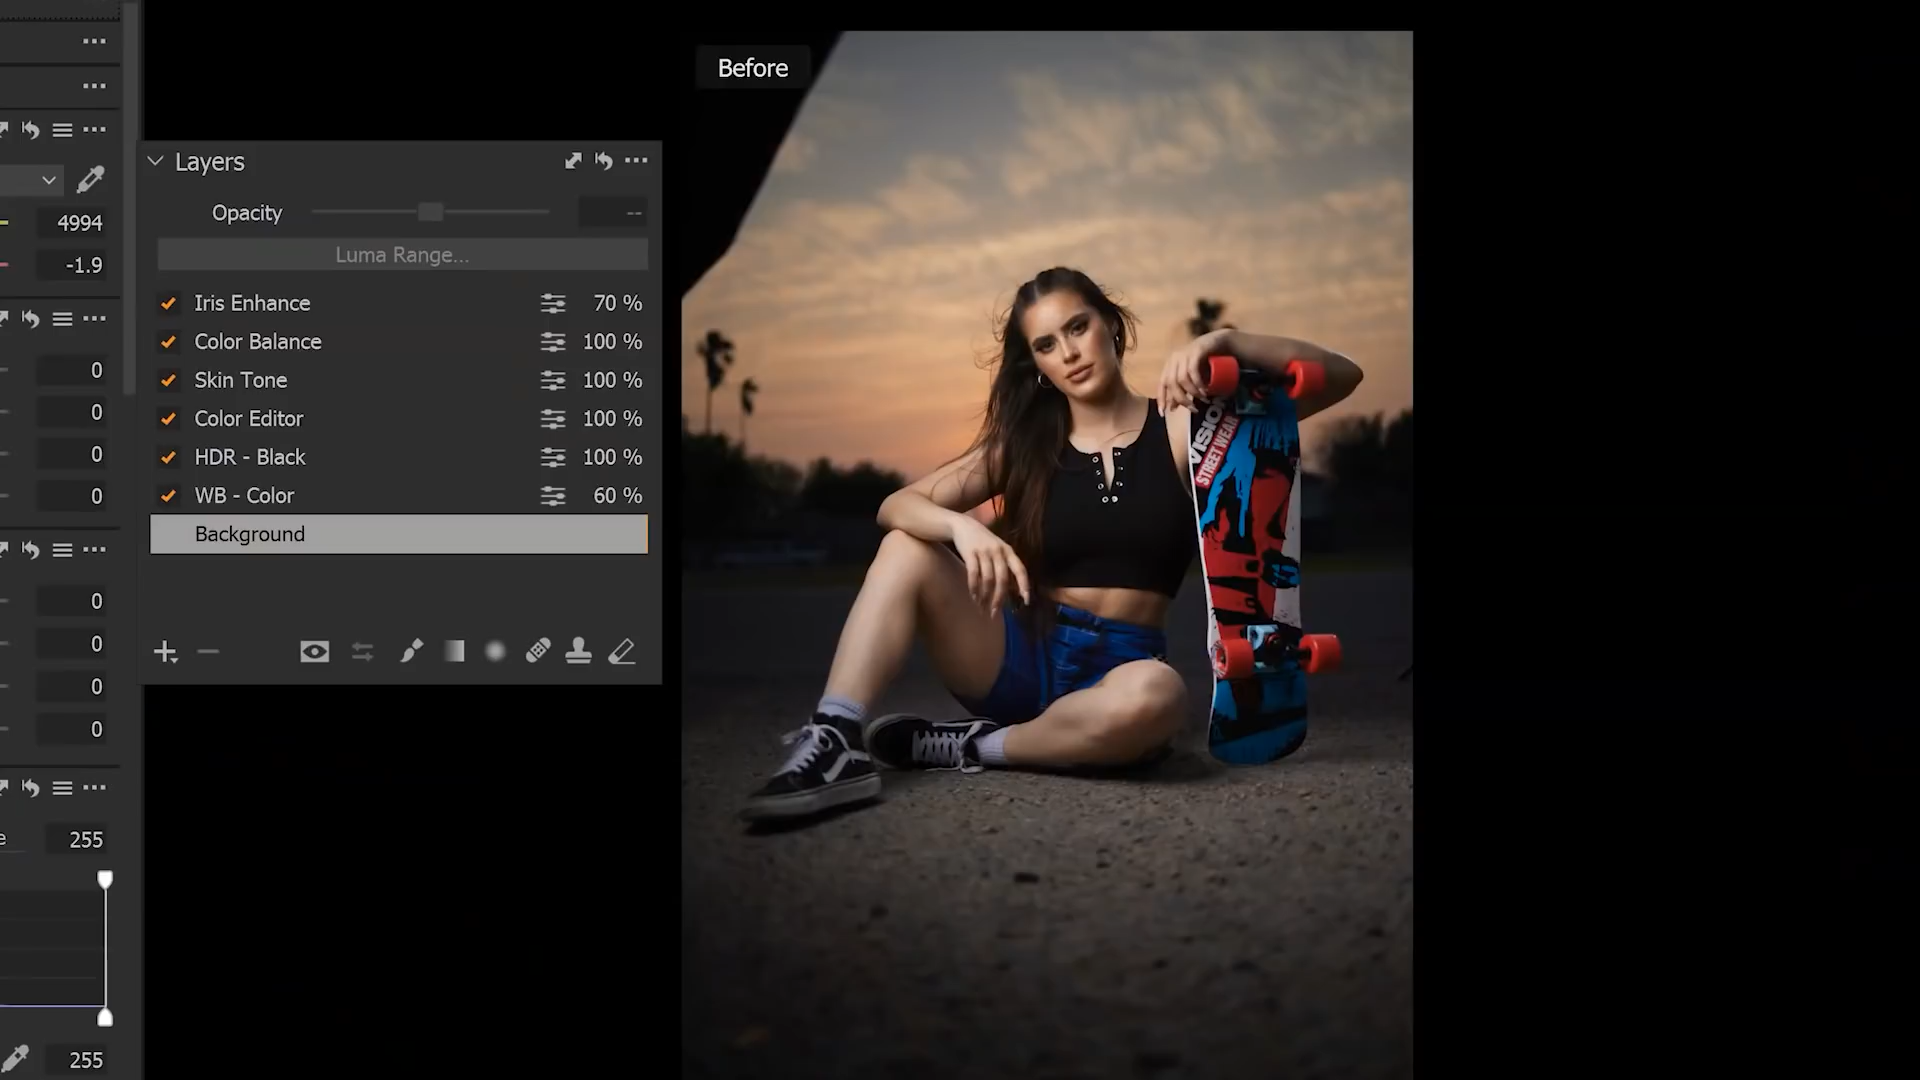 Before
Layers
Opacity
--
Luma Range...
Iris Enhance 70 %
Color Balance 100 %
Skin Tone 100 %
Color Editor 100 %
HDR - Black 100 %
WB - Color 60 %
Background
4994
-1.9
0
0
0
0
0
0
0
0
255
255
VISION
STREET WEAR